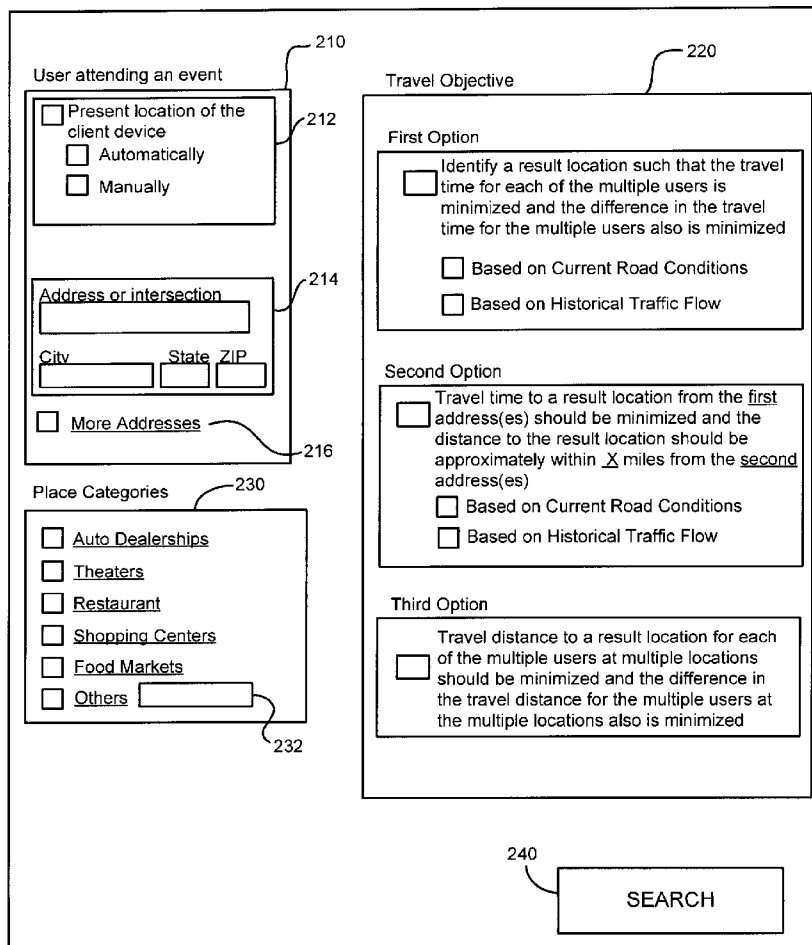 210
User attending an event
Present location of the
client device
212
Automatically
Manually
Address or intersection
214
City State ZIP
More Addresses
216
Place Categories
230
Auto Dealerships
Theaters
Restaurant
Shopping Centers
Food Markets
Others
232
220
Travel Objective
First Option
Identify a result location such that the travel
time for each of the multiple users is
minimized and the difference in the travel
time for the multiple users also is minimized
Based on Current Road Conditions
Based on Historical Traffic Flow
Second Option
Travel time to a result location from the first
address(es) should be minimized and the
distance to the result location should be
approximately within X miles from the second
address(es)
Based on Current Road Conditions
Based on Historical Traffic Flow
Third Option
Travel distance to a result location for each
of the multiple users at multiple locations
should be minimized and the difference in
the travel distance for the multiple users at
the multiple locations also is minimized
240
SEARCH